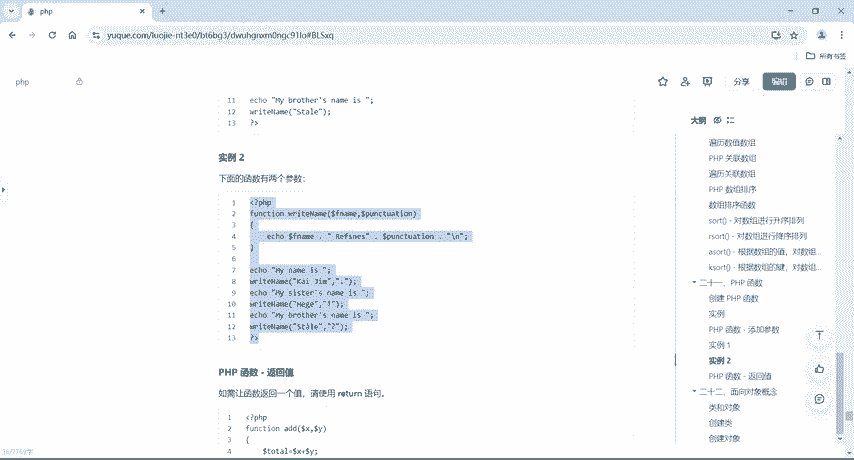 php
yuque.com/luojie-nt3e0/bt6bg3/dwuhgnxm0ngc91lo#BLSxq
所有书签
php
分享
编辑
11 echo "My brother's name is ";
12 writeName("Stale");
13 ?>
实例 2
下面的函数有两个参数：
1 <?php
2 function writeName($fname,$punctuation)
3 {
4 echo $fname . " Refsnes" . $punctuation . "\n";
5 }
6
7 echo "My name is ";
8 writeName("Kai Jim",".");
9 echo "My sister's name is ";
10 writeName("Hege","!");
11 echo "My brother's name is ";
12 writeName("Ståle","?");
13 ?>
PHP 函数 - 返回值
如需让函数返回一个值，请使用 return 语句。
1 <?php
2 function add($x,$y)
3 {
4 $total=$x+$y;
大纲
遍历数值数组
PHP 关联数组
遍历关联数组
PHP 数组排序
数组排序函数
sort() - 对数组进行升序排列
rsort() - 对数组进行降序排列
asort() - 根据数组的值，对数组...
ksort() - 根据数组的键，对数组...
二十一、PHP 函数
创建 PHP 函数
实例
PHP 函数 - 添加参数
实例 1
实例 2
PHP 函数 - 返回值
二十二、面向对象概念
类和对象
创建类
创建对象